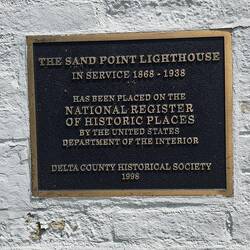 THE SAND POINT LIGHTHOUSE
IN SERVICE 1868 - 1938
HAS BEEN PLACED ON THE
NATIONAL REGISTER
OF HISTORIC PLACES
BY THE UNITED STATES
DEPARTMENT OF THE INTERIOR
DELTA COUNTY HISTORICAL SOCIETY
1998